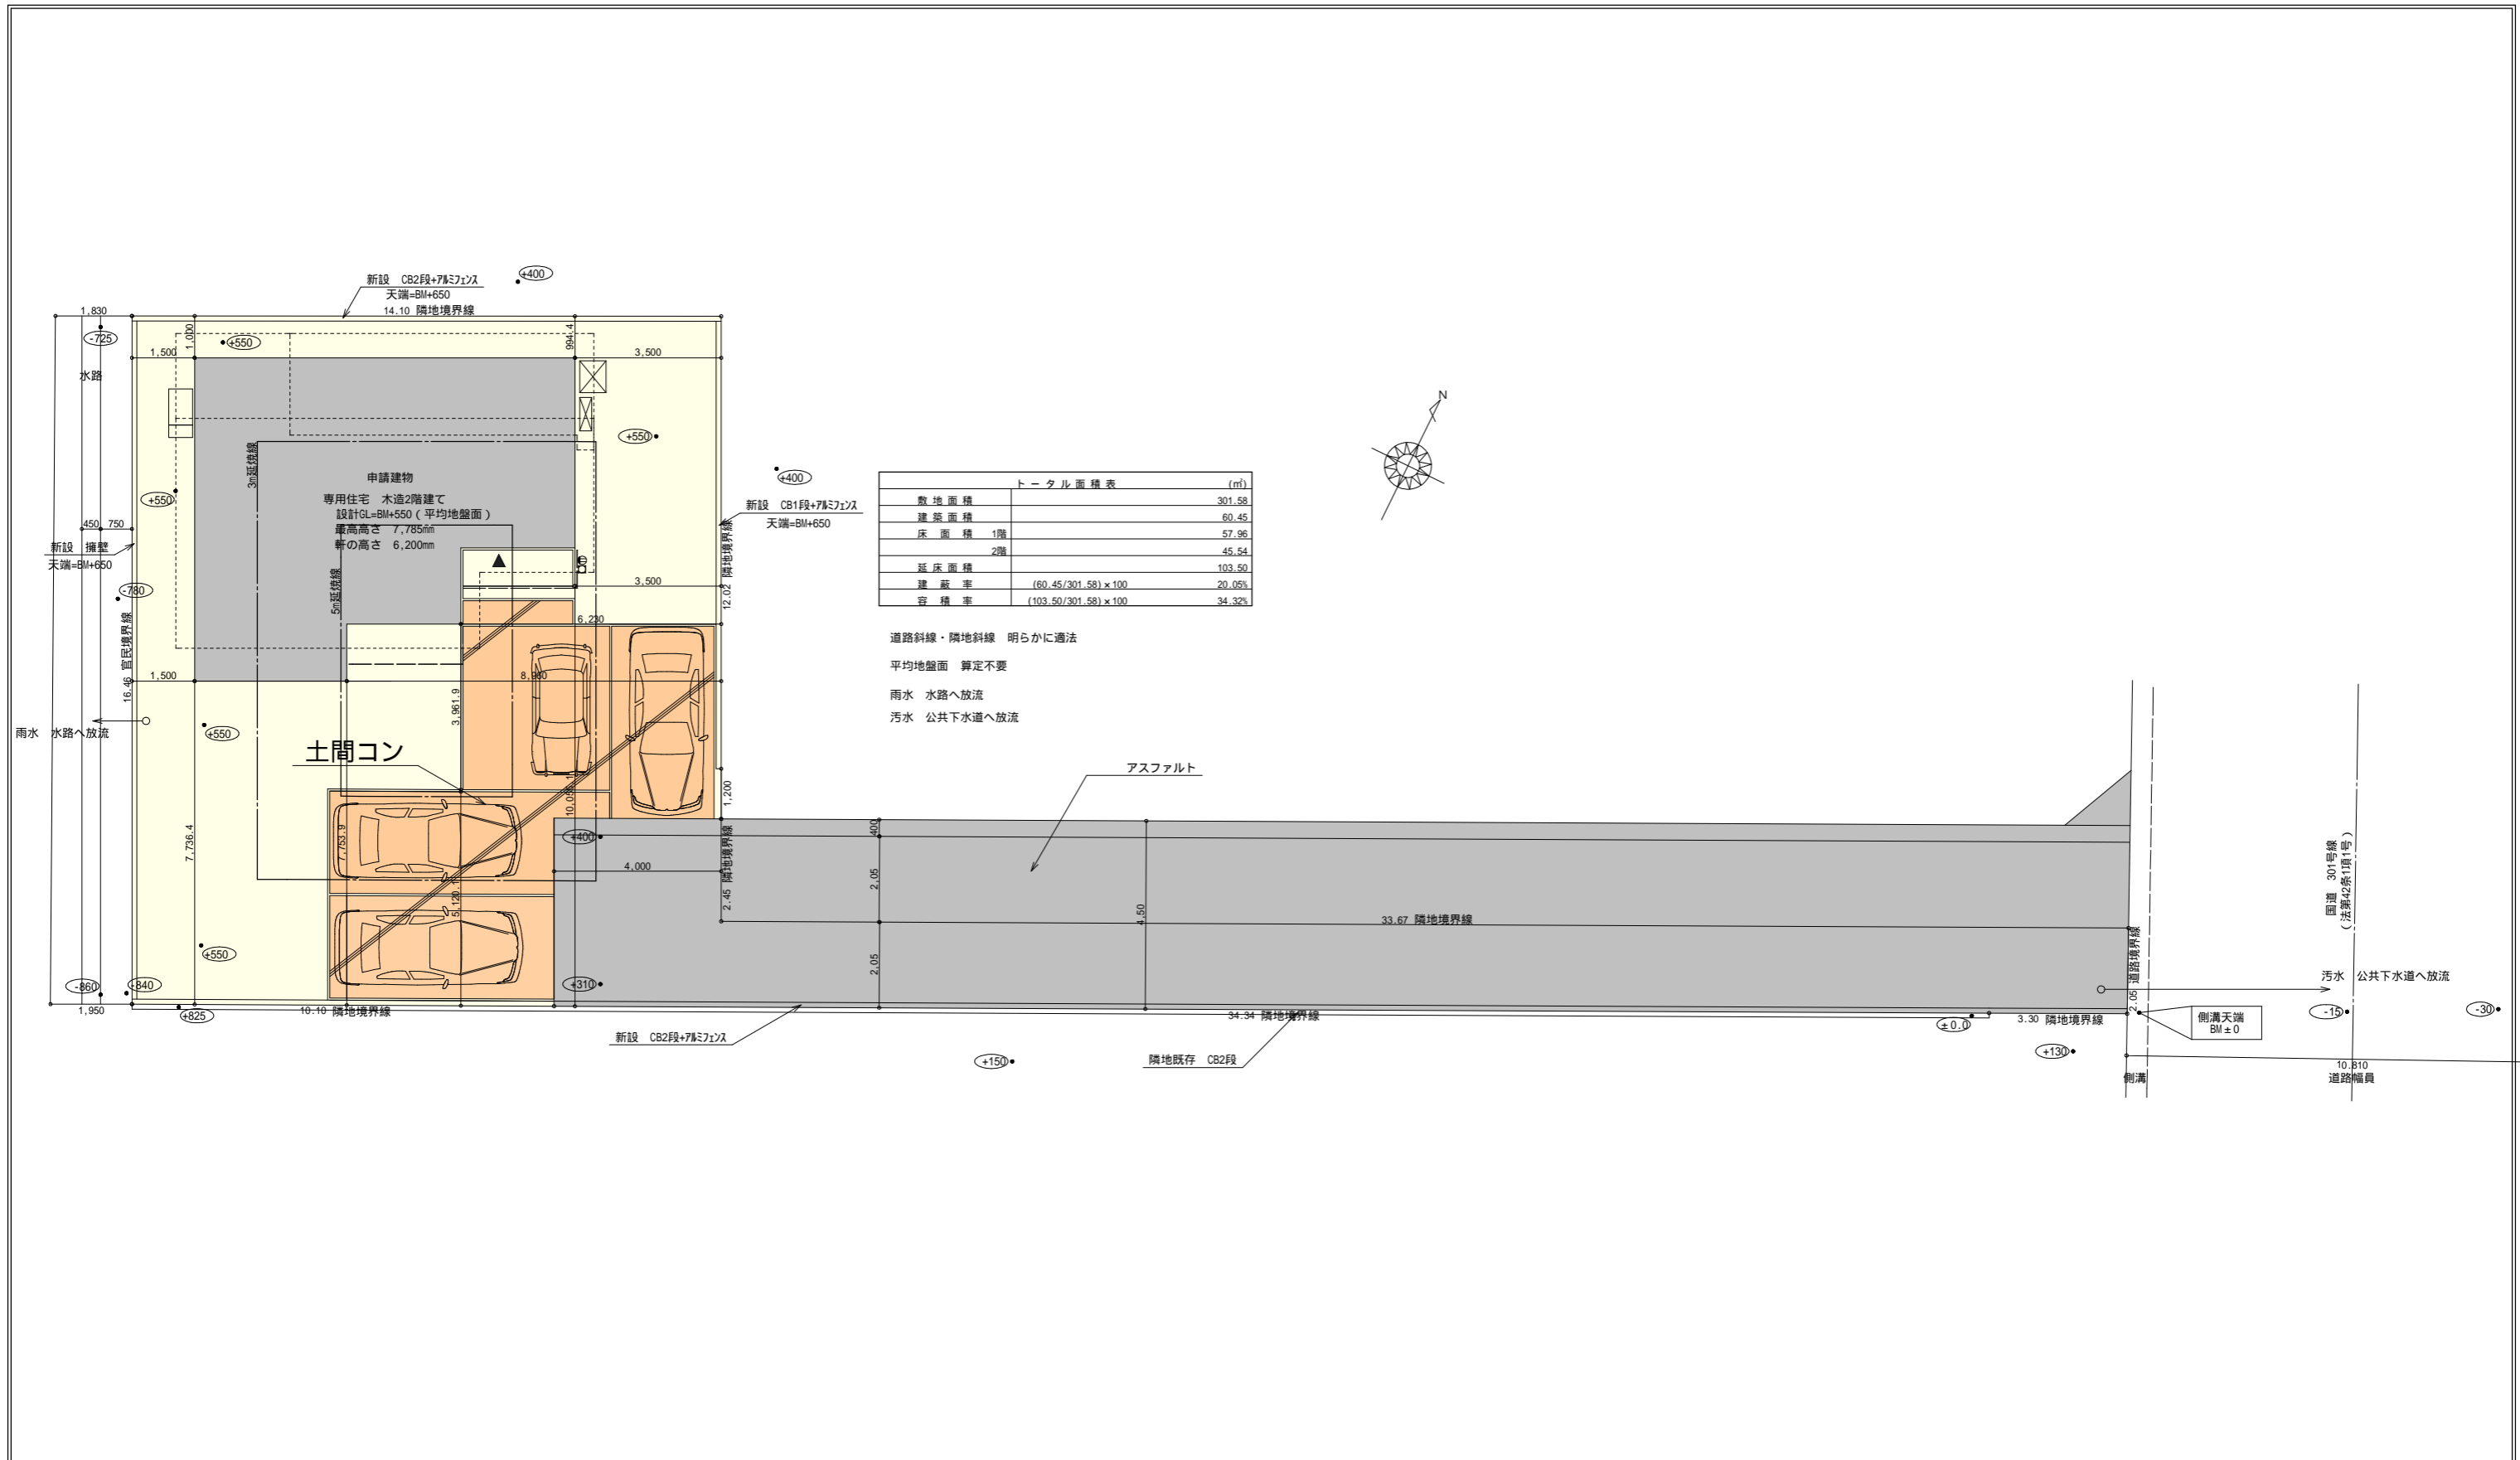 新設 CB2段+アルミフェンス
天端=BM+650
14.10 隣地境界線
+400
1,830
-725
水路
1,000
+550
994.4
1,500
3,500
+550
+400
3m延焼線
申請建物
専用住宅 木造2階建て
設計GL=BM+550(平均地盤面)
最高高さ 7,785mm
軒の高さ 6,200mm
+550
450
750
新設 擁壁
天端=BM+650
-780
5m延焼線
新設 CB1段+アルミフェンス
天端=BM+650
12.02 隣地境界線
3,500
6,230
16.46 官民境界線
1,500
3,961.9
雨水 水路へ放流
+550
土間コン
7,736.4
7,753.9
5,120.1
1,200
+400
4,000
2.45 隣地境界線
+550
+310
-860
-840
1,950
+825
10.10 隣地境界線
新設 CB2段+アルミフェンス
N
トータル面積表 (㎡)
敷地面積 301.58
建築面積 60.45
床面積 1階 57.96
2階 45.54
延床面積 103.50
建蔽率 (60.45/301.58)×100 20.05%
容積率 (103.50/301.58)×100 34.32%
道路斜線・隣地斜線 明らかに適法
平均地盤面 算定不要
雨水 水路へ放流
汚水 公共下水道へ放流
アスファルト
400
2.05
2.05
4.50
33.67 隣地境界線
34.34 隣地境界線
+150
隣地既存 CB2段
±0.0
3.30 隣地境界線
+130
2.05 道路境界線
国道 301号線
(法第42条1項1号)
汚水 公共下水道へ放流
側溝天端
BM±0
-15
-30
10.810
道路幅員
側溝